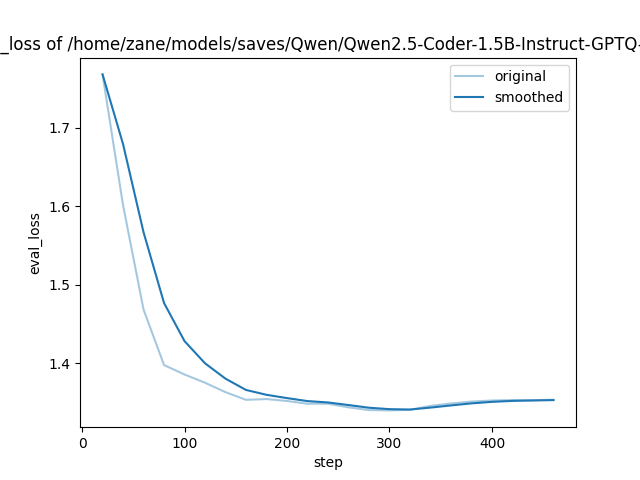 _loss of /home/zane/models/saves/Qwen/Qwen2.5-Coder-1.5B-Instruct-GPTQ-
original
smoothed
1.7
1.6
1.5
1.4
eval_loss
0 100 200 300 400
step